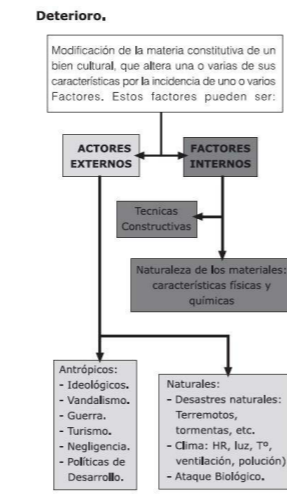 Deterioro.
Modificación de la materia constitutiva de un
bien cultural, que altera una o varias de sus
características por la incidencia de uno o varios
Factores. Estos factores pueden ser:
ACTORES
EXTERNOS
FACTORES
INTERNOS
Tecnicas
Constructivas
Naturaleza de los materiales:
características físicas y
químicas
Antrópicos:
- Ideológicos.
- Vandalismo.
- Guerra.
- Turismo.
- Negligencia.
- Políticas de
Desarrollo.
Naturales:
- Desastres naturales:
Terremotos,
tormentas, etc.
- Clima: HR, luz, Tº,
ventilación, polución)
- Ataque Biológico.